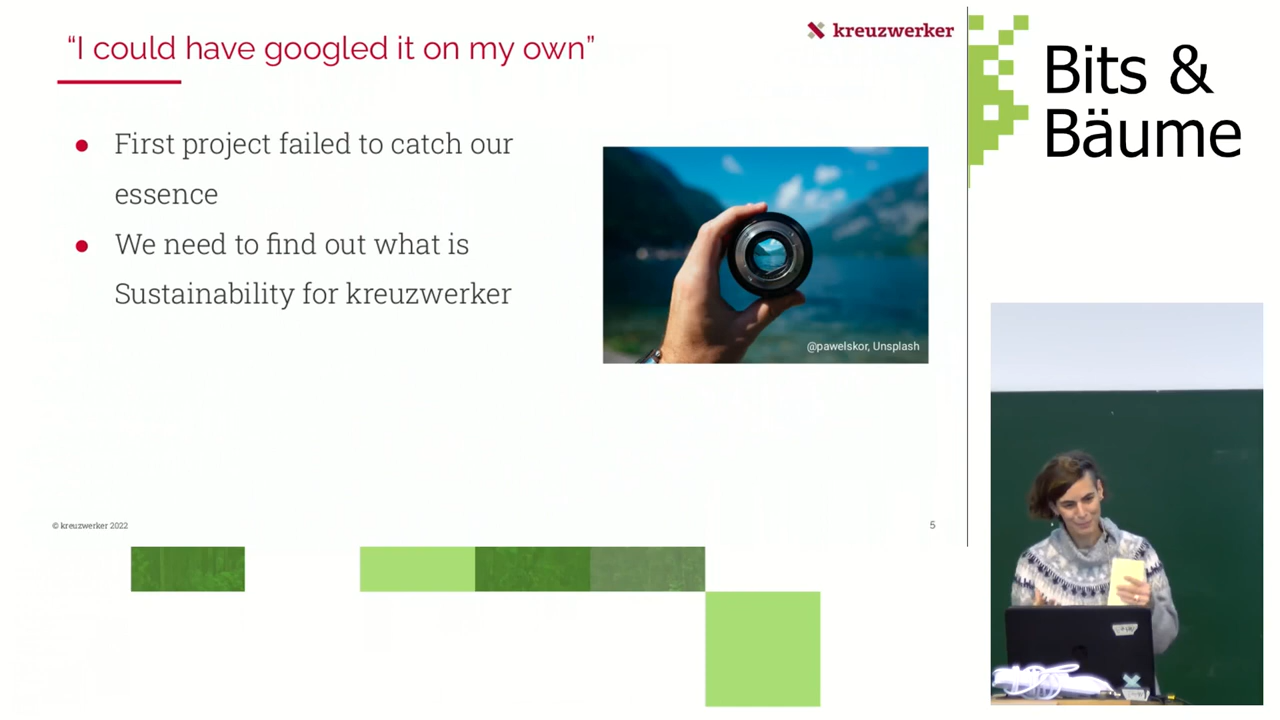 “I could have googled it on my own”
kreuzwerker
● First project failed to catch our
essence
● We need to find out what is
Sustainability for kreuzwerker
@pawelskor, Unsplash
© kreuzwerker 2022
5
Bits &
Bäume